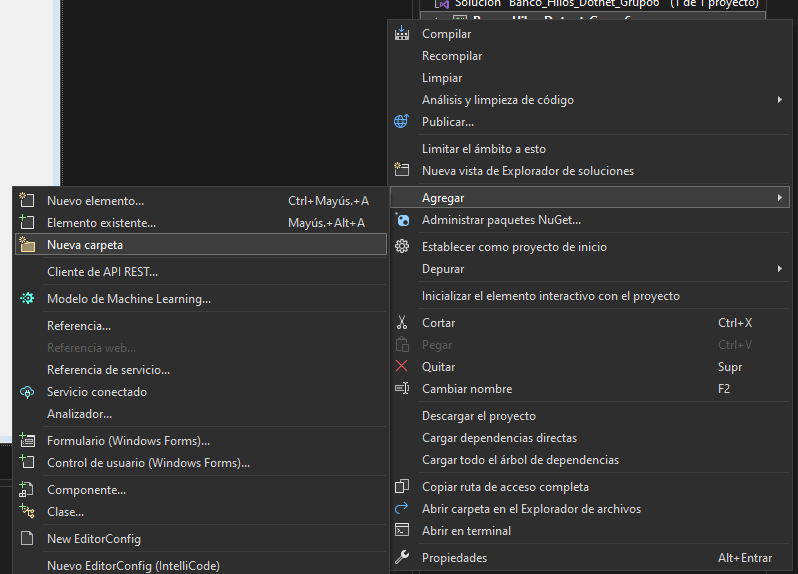 Solución "Banco_Hilos_Dotnet_Grupo6" (1 de 1 proyecto)
Banco_Hilos_Dotnet_Grupo6
Compilar
Recompilar
Limpiar
Análisis y limpieza de código
Publicar...
Limitar el ámbito a esto
Nueva vista de Explorador de soluciones
Agregar
Administrar paquetes NuGet...
Establecer como proyecto de inicio
Depurar
Inicializar el elemento interactivo con el proyecto
Cortar Ctrl+X
Pegar Ctrl+V
Quitar Supr
Cambiar nombre F2
Descargar el proyecto
Cargar dependencias directas
Cargar todo el árbol de dependencias
Copiar ruta de acceso completa
Abrir carpeta en el Explorador de archivos
Abrir en terminal
Propiedades Alt+Entrar
Nuevo elemento... Ctrl+Mayús.+A
Elemento existente... Mayús.+Alt+A
Nueva carpeta
Cliente de API REST...
Modelo de Machine Learning...
Referencia...
Referencia web...
Referencia de servicio...
Servicio conectado
Analizador...
Formulario (Windows Forms)...
Control de usuario (Windows Forms)...
Componente...
Clase...
New EditorConfig
Nuevo EditorConfig (IntelliCode)